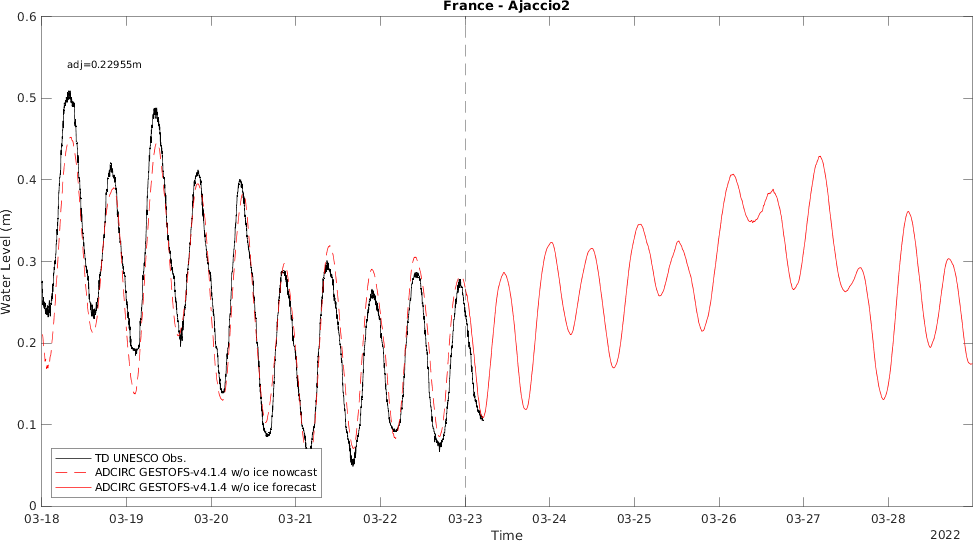 France - Ajaccio2
0.6
adj=0.22955m
0.5
0.4
0.3
Water Level (m)
0.2
0.1
TD UNESCO Obs.
ADCIRC GESTOFS-v4.1.4 w/o ice nowcast
ADCIRC GESTOFS-v4.1.4 w/o ice forecast
0
03-18 03-19 03-20 03-21 03-22 03-23 03-24 03-25 03-26 03-27 03-28
Time
2022